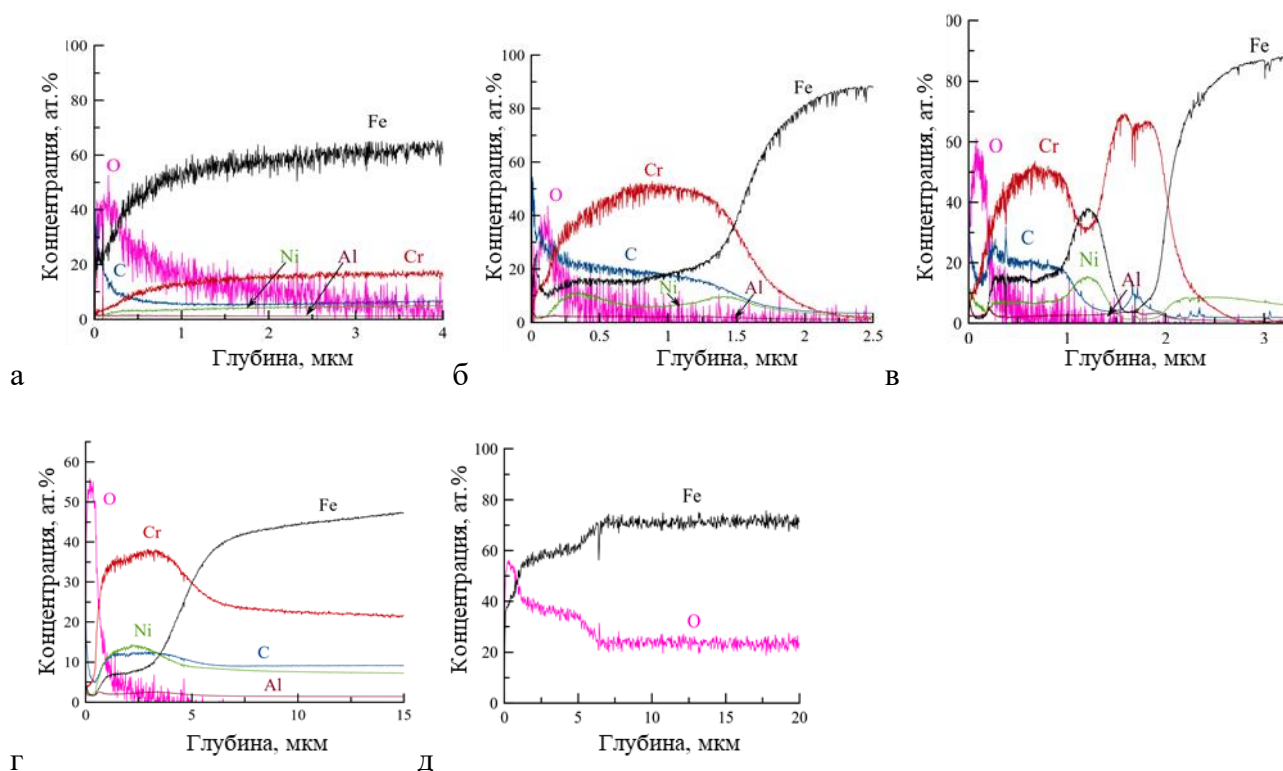 100
80
60
40
20
0
0 1 2 3 4
Концентрация, ат.%
Глубина, мкм
Fe
O
C
Ni
Al
Cr
а
100
80
60
40
20
0
0 0.5 1 1.5 2 2.5
Концентрация, ат.%
Глубина, мкм
Fe
Cr
O
C
Ni
Al
б
100
80
60
40
20
0
0 1 2 3
Концентрация, ат.%
Глубина, мкм
Fe
O
Cr
C
Ni
Al
в
60
50
40
30
20
10
0
0 5 10 15
Концентрация, ат.%
Глубина, мкм
O
Fe
Cr
Ni
C
Al
г
100
80
60
40
20
0
0 5 10 15 20
Концентрация, ат.%
Глубина, мкм
Fe
O
д